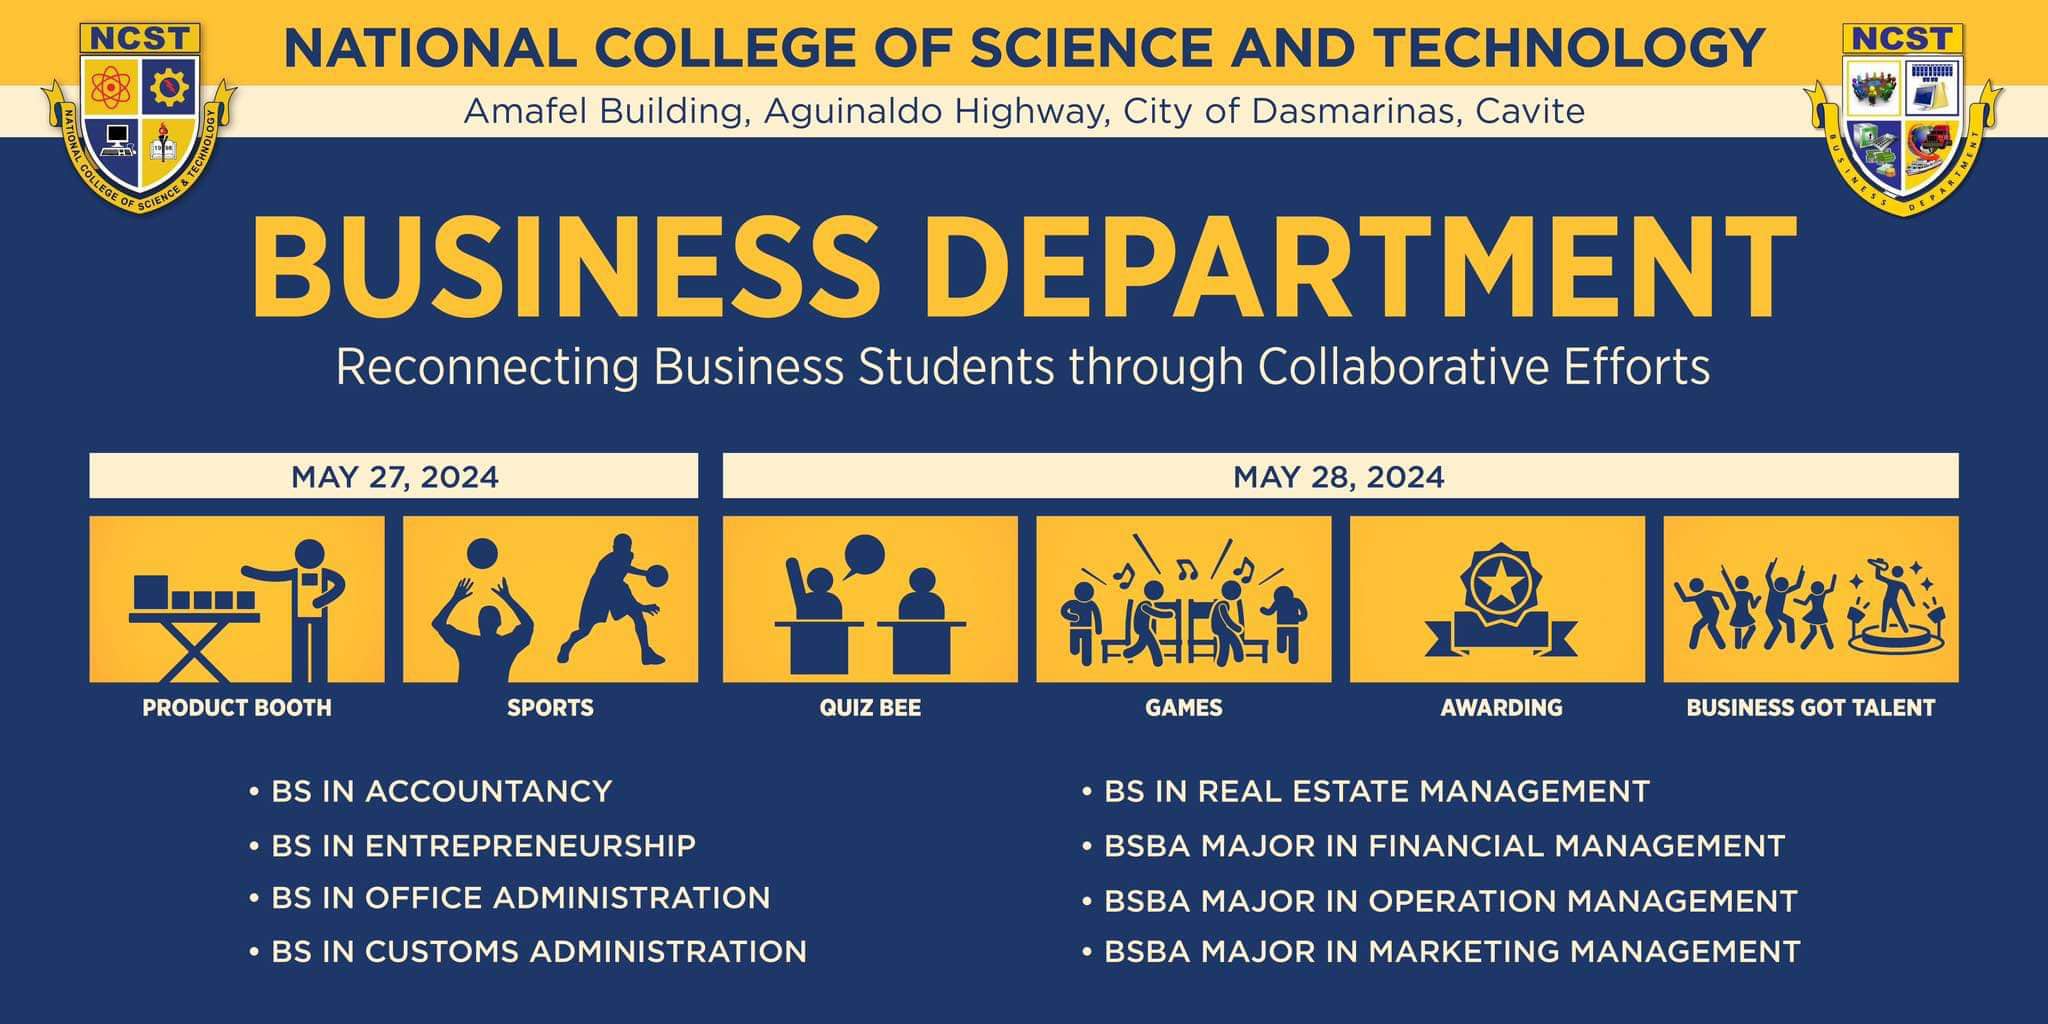 NCST
NATIONAL COLLEGE OF SCIENCE & TECHNOLOGY
1998
NATIONAL COLLEGE OF SCIENCE AND TECHNOLOGY
Amafel Building, Aguinaldo Highway, City of Dasmarinas, Cavite
NCST
BUSINESS DEPARTMENT
BUSINESS DEPARTMENT
Reconnecting Business Students through Collaborative Efforts
MAY 27, 2024
MAY 28, 2024
PRODUCT BOOTH
SPORTS
QUIZ BEE
GAMES
AWARDING
BUSINESS GOT TALENT
• BS IN ACCOUNTANCY
• BS IN ENTREPRENEURSHIP
• BS IN OFFICE ADMINISTRATION
• BS IN CUSTOMS ADMINISTRATION
• BS IN REAL ESTATE MANAGEMENT
• BSBA MAJOR IN FINANCIAL MANAGEMENT
• BSBA MAJOR IN OPERATION MANAGEMENT
• BSBA MAJOR IN MARKETING MANAGEMENT